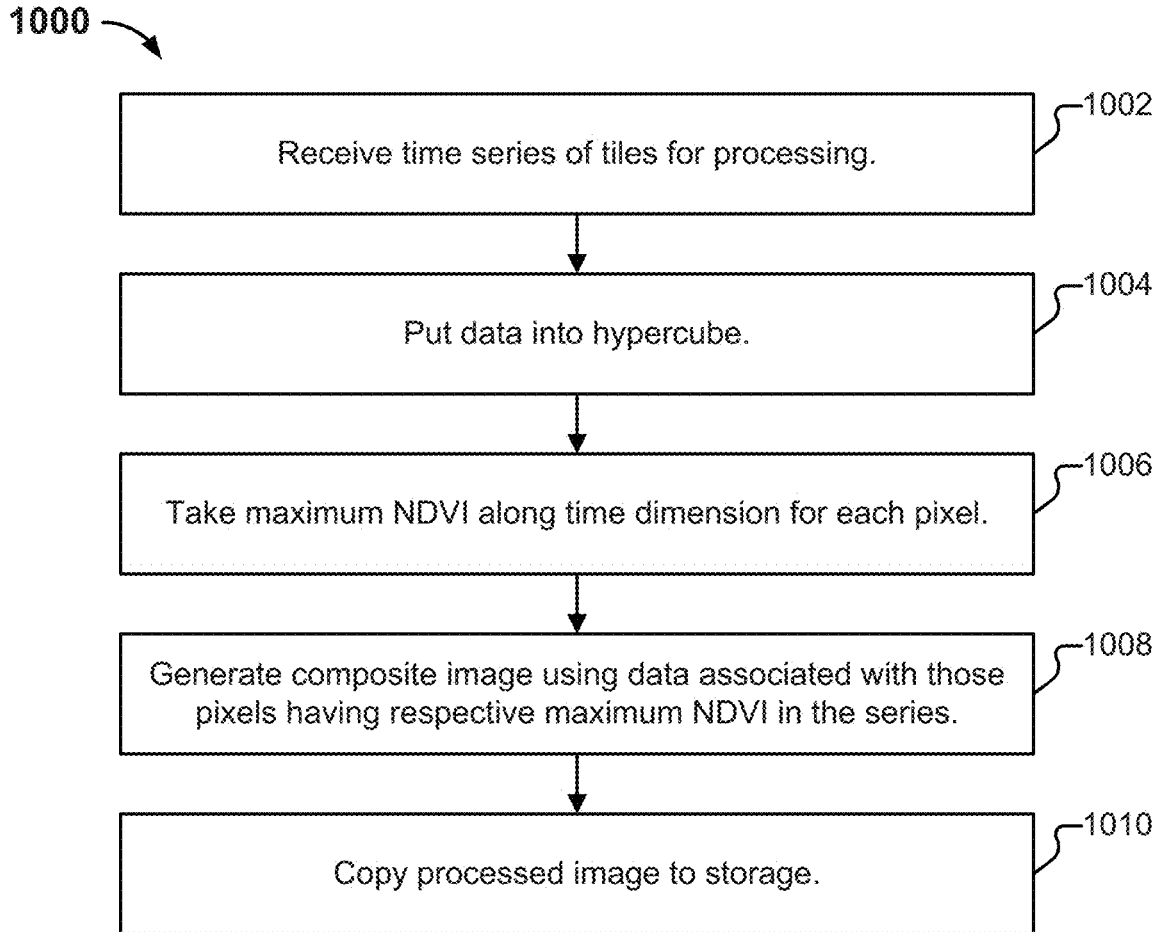 1000
1002
Receive time series of tiles for processing.
1004
Put data into hypercube.
1006
Take maximum NDVI along time dimension for each pixel.
1008
Generate composite image using data associated with those
pixels having respective maximum NDVI in the series.
1010
Copy processed image to storage.